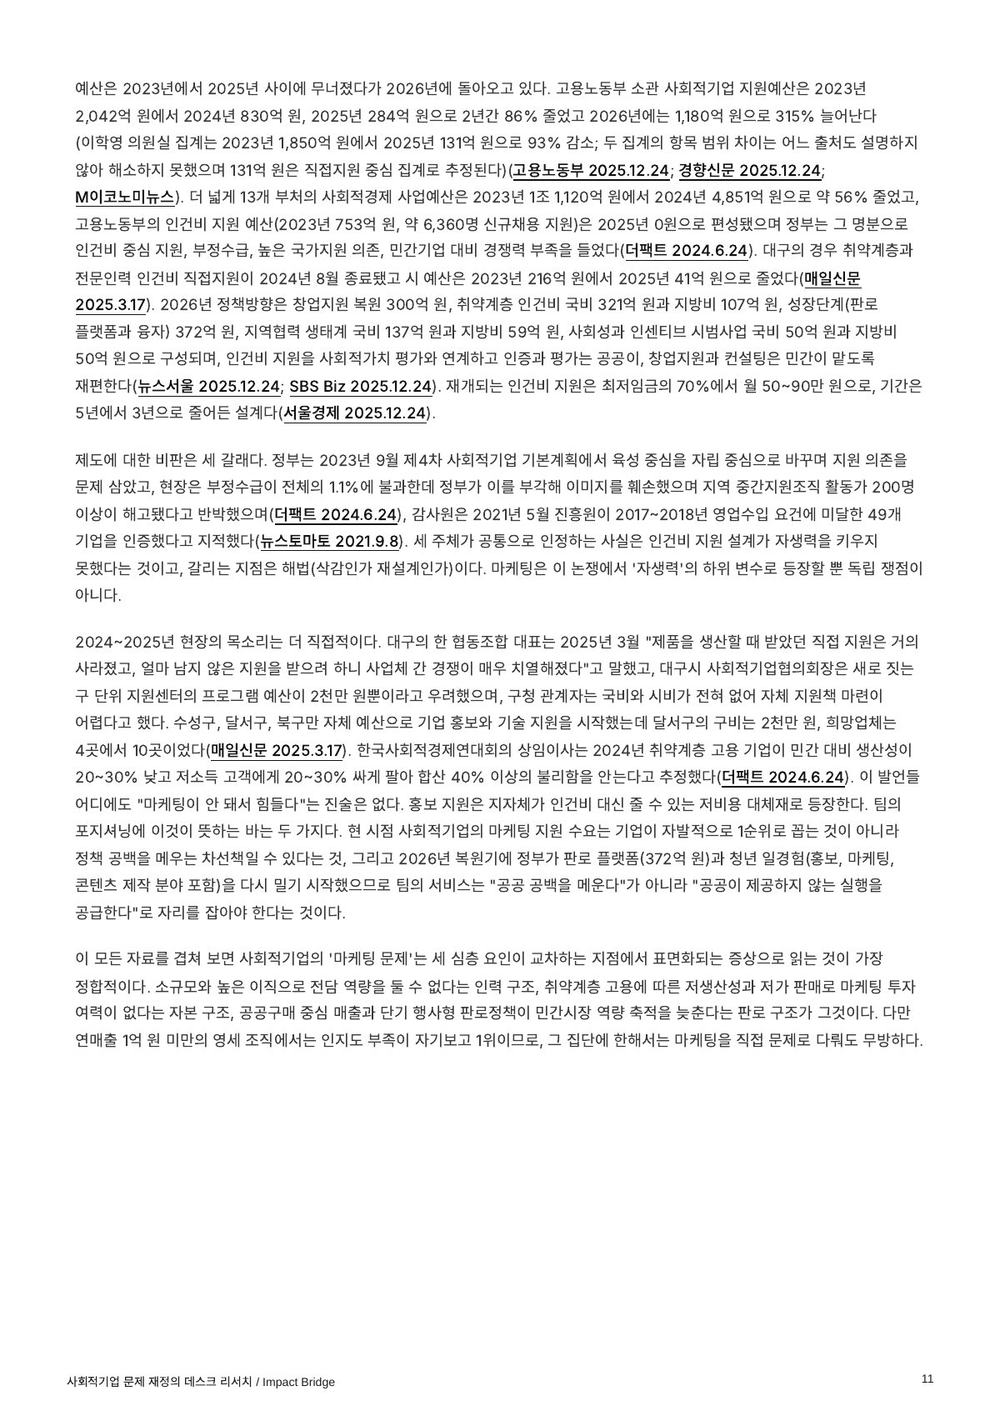 예산은 2023년에서 2025년 사이에 무너졌다가 2026년에 돌아오고 있다. 고용노동부 소관 사회적기업 지원예산은 2023년
2,042억 원에서 2024년 830억 원, 2025년 284억 원으로 2년간 86% 줄었고 2026년에는 1,180억 원으로 315% 늘어난다
(이학영 의원실 집계는 2023년 1,850억 원에서 2025년 131억 원으로 93% 감소; 두 집계의 항목 범위 차이는 어느 출처도 설명하지
않아 해소하지 못했으며 131억 원은 직접지원 중심 집계로 추정된다)(고용노동부 2025.12.24; 경향신문 2025.12.24;
M이코노미뉴스). 더 넓게 13개 부처의 사회적경제 사업예산은 2023년 1조 1,120억 원에서 2024년 4,851억 원으로 약 56% 줄었고,
고용노동부의 인건비 지원 예산(2023년 753억 원, 약 6,360명 신규채용 지원)은 2025년 0원으로 편성됐으며 정부는 그 명분으로
인건비 중심 지원, 부정수급, 높은 국가지원 의존, 민간기업 대비 경쟁력 부족을 들었다(더팩트 2024.6.24). 대구의 경우 취약계층과
전문인력 인건비 직접지원이 2024년 8월 종료됐고 시 예산은 2023년 216억 원에서 2025년 41억 원으로 줄었다(매일신문
2025.3.17). 2026년 정책방향은 창업지원 복원 300억 원, 취약계층 인건비 국비 321억 원과 지방비 107억 원, 성장단계(판로
플랫폼과 융자) 372억 원, 지역협력 생태계 국비 137억 원과 지방비 59억 원, 사회성과 인센티브 시범사업 국비 50억 원과 지방비
50억 원으로 구성되며, 인건비 지원을 사회적가치 평가와 연계하고 인증과 평가는 공공이, 창업지원과 컨설팅은 민간이 맡도록
재편한다(뉴스서울 2025.12.24; SBS Biz 2025.12.24). 재개되는 인건비 지원은 최저임금의 70%에서 월 50~90만 원으로, 기간은
5년에서 3년으로 줄어든 설계다(서울경제 2025.12.24).
제도에 대한 비판은 세 갈래다. 정부는 2023년 9월 제4차 사회적기업 기본계획에서 육성 중심을 자립 중심으로 바꾸며 지원 의존을
문제 삼았고, 현장은 부정수급이 전체의 1.1%에 불과한데 정부가 이를 부각해 이미지를 훼손했으며 지역 중간지원조직 활동가 200명
이상이 해고됐다고 반박했으며(더팩트 2024.6.24), 감사원은 2021년 5월 진흥원이 2017~2018년 영업수입 요건에 미달한 49개
기업을 인증했다고 지적했다(뉴스토마토 2021.9.8). 세 주체가 공통으로 인정하는 사실은 인건비 지원 설계가 자생력을 키우지
못했다는 것이고, 갈리는 지점은 해법(삭감인가 재설계인가)이다. 마케팅은 이 논쟁에서 '자생력'의 하위 변수로 등장할 뿐 독립 쟁점이
아니다.
2024~2025년 현장의 목소리는 더 직접적이다. 대구의 한 협동조합 대표는 2025년 3월 "제품을 생산할 때 받았던 직접 지원은 거의
사라졌고, 얼마 남지 않은 지원을 받으려 하니 사업체 간 경쟁이 매우 치열해졌다"고 말했고, 대구시 사회적기업협의회장은 새로 짓는
구 단위 지원센터의 프로그램 예산이 2천만 원뿐이라고 우려했으며, 구청 관계자는 국비와 시비가 전혀 없어 자체 지원책 마련이
어렵다고 했다. 수성구, 달서구, 북구만 자체 예산으로 기업 홍보와 기술 지원을 시작했는데 달서구의 구비는 2천만 원, 희망업체는
4곳에서 10곳이었다(매일신문 2025.3.17). 한국사회적경제연대회의 상임이사는 2024년 취약계층 고용 기업이 민간 대비 생산성이
20~30% 낮고 저소득 고객에게 20~30% 싸게 팔아 합산 40% 이상의 불리함을 안는다고 추정했다(더팩트 2024.6.24). 이 발언들
어디에도 "마케팅이 안 돼서 힘들다"는 진술은 없다. 홍보 지원은 지자체가 인건비 대신 줄 수 있는 저비용 대체재로 등장한다. 팀의
포지셔닝에 이것이 뜻하는 바는 두 가지다. 현 시점 사회적기업의 마케팅 지원 수요는 기업이 자발적으로 1순위로 꼽는 것이 아니라
정책 공백을 메우는 차선책일 수 있다는 것, 그리고 2026년 복원기에 정부가 판로 플랫폼(372억 원)과 청년 일경험(홍보, 마케팅,
콘텐츠 제작 분야 포함)을 다시 밀기 시작했으므로 팀의 서비스는 "공공 공백을 메운다"가 아니라 "공공이 제공하지 않는 실행을
공급한다"로 자리를 잡아야 한다는 것이다.
이 모든 자료를 겹쳐 보면 사회적기업의 '마케팅 문제'는 세 심층 요인이 교차하는 지점에서 표면화되는 증상으로 읽는 것이 가장
정합적이다. 소규모와 높은 이직으로 전담 역량을 둘 수 없다는 인력 구조, 취약계층 고용에 따른 저생산성과 저가 판매로 마케팅 투자
여력이 없다는 자본 구조, 공공구매 중심 매출과 단기 행사형 판로정책이 민간시장 역량 축적을 늦춘다는 판로 구조가 그것이다. 다만
연매출 1억 원 미만의 영세 조직에서는 인지도 부족이 자기보고 1위이므로, 그 집단에 한해서는 마케팅을 직접 문제로 다뤄도 무방하다.
사회적기업 문제 재정의 데스크 리서치 / Impact Bridge
11